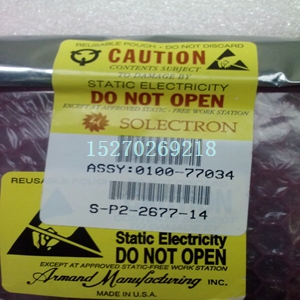 REUSABLE POUCH • DO NOT DISCARD
CAUTION
CONTENTS SUBJECT
TO DAMAGE BY
STATIC ELECTRICITY
DO NOT OPEN
EXCEPT AT APPROVED STATIC - FREE WORK STATION
SOLECTRON
15270269218
ASSY:0100-77034
S-P2-2677-14
REUSABLE
Static Electricity
DO NOT OPEN
EXCEPT AT APPROVED STATIC-FREE WORK STATION
Armand Manufacturing INC.
MADE IN U.S.A.